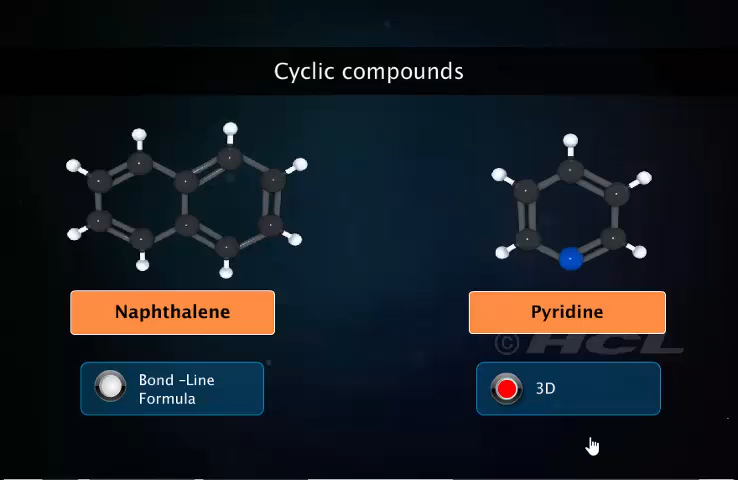 Cyclic compounds
Naphthalene
Pyridine
© HCL
Bond -Line
Formula
3D